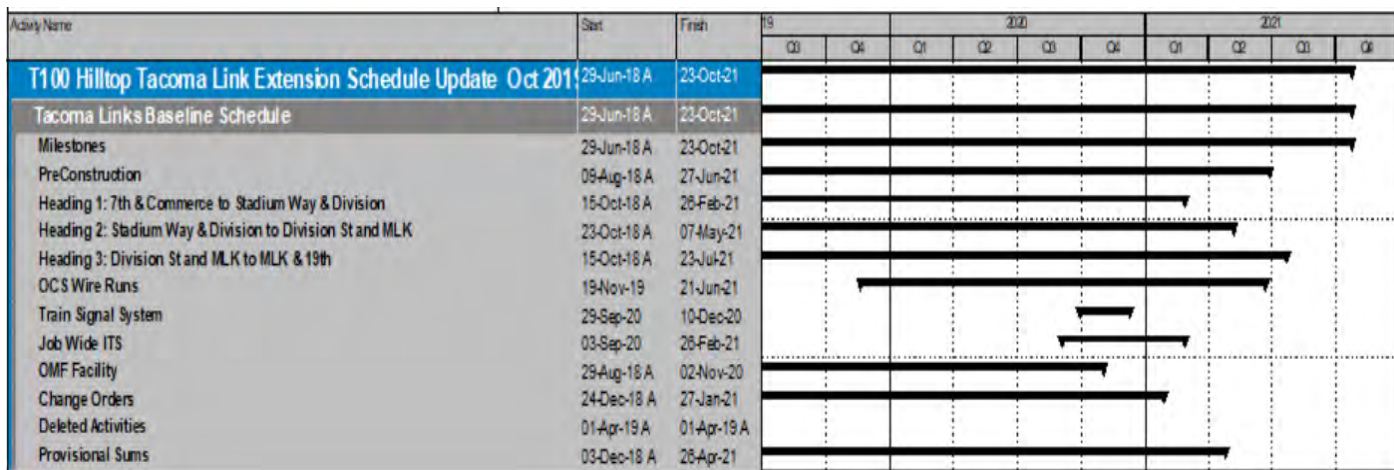 Activity Name Start Finish 19 2020 2021
Q3 Q4 Q1 Q2 Q3 Q4 Q1 Q2 Q3 Q4
T100 Hilltop Tacoma Link Extension Schedule Update Oct 2019 29-Jun-18 A 23-Oct-21
Tacoma Links Baseline Schedule 29-Jun-18 A 23-Oct-21
Milestones 29-Jun-18 A 23-Oct-21
PreConstruction 09-Aug-18 A 27-Jun-21
Heading 1: 7th & Commerce to Stadium Way & Division 15-Oct-18 A 26-Feb-21
Heading 2: Stadium Way & Division to Division St and MLK 23-Oct-18 A 07-May-21
Heading 3: Division St and MLK to MLK & 19th 15-Oct-18 A 23-Jul-21
OCS Wire Runs 19-Nov-19 21-Jun-21
Train Signal System 29-Sep-20 10-Dec-20
Job Wide ITS 03-Sep-20 26-Feb-21
OMF Facility 29-Aug-18 A 02-Nov-20
Change Orders 24-Dec-18 A 27-Jan-21
Deleted Activities 01-Apr-19 A 01-Apr-19 A
Provisional Sums 03-Dec-18 A 26-Apr-21